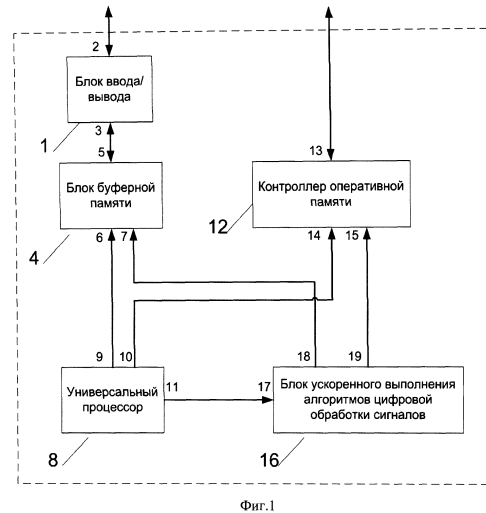 2
Блок ввода/
вывода
1
3
5
Блок буферной
памяти
4
6
7
13
Контроллер оперативной
памяти
12
14
15
9
10
Универсальный
процессор
8
11
17
18
19
Блок ускоренного выполнения
алгоритмов цифровой
обработки сигналов
16
Фиг.1